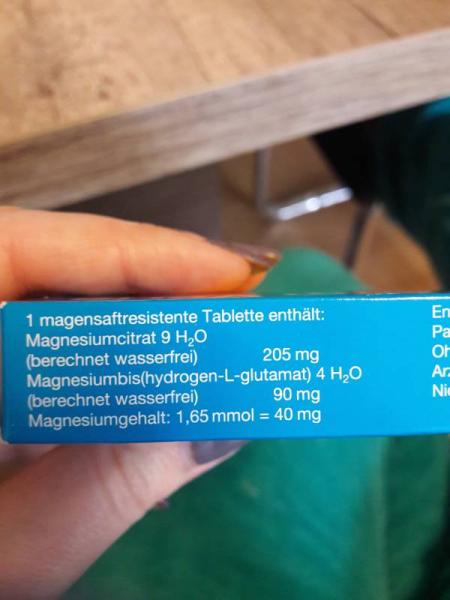 1 magensaftresistente Tablette enthält:
Magnesiumcitrat 9 H₂O
(berechnet wasserfrei) 205 mg
Magnesiumbis(hydrogen-L-glutamat) 4 H₂O
(berechnet wasserfrei) 90 mg
Magnesiumgehalt: 1,65 mmol = 40 mg